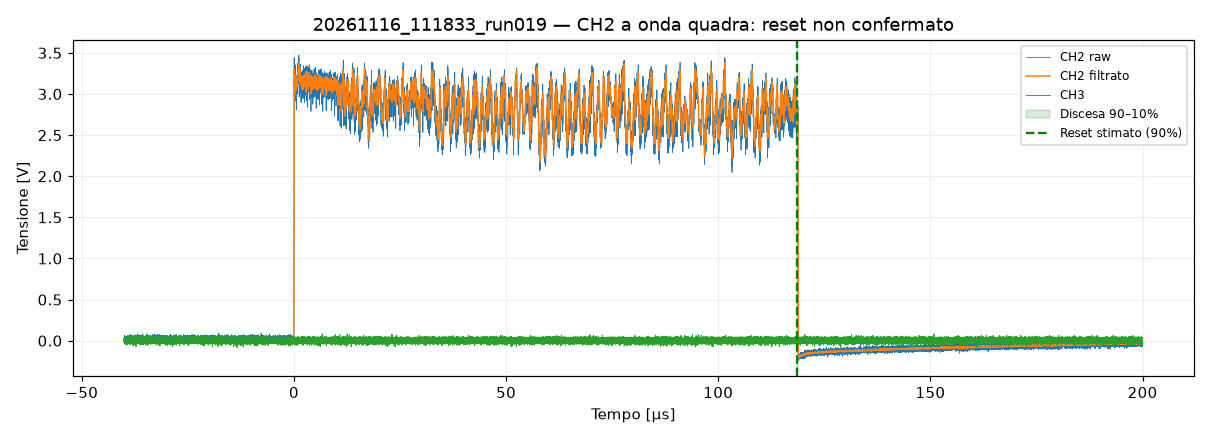 20261116_111833_run019 — CH2 a onda quadra: reset non confermato
CH2 raw
CH2 filtrato
CH3
Discesa 90–10%
Reset stimato (90%)
Tensione [V]
3.5
3.0
2.5
2.0
1.5
1.0
0.5
0.0
−50
0
50
100
150
200
Tempo [µs]